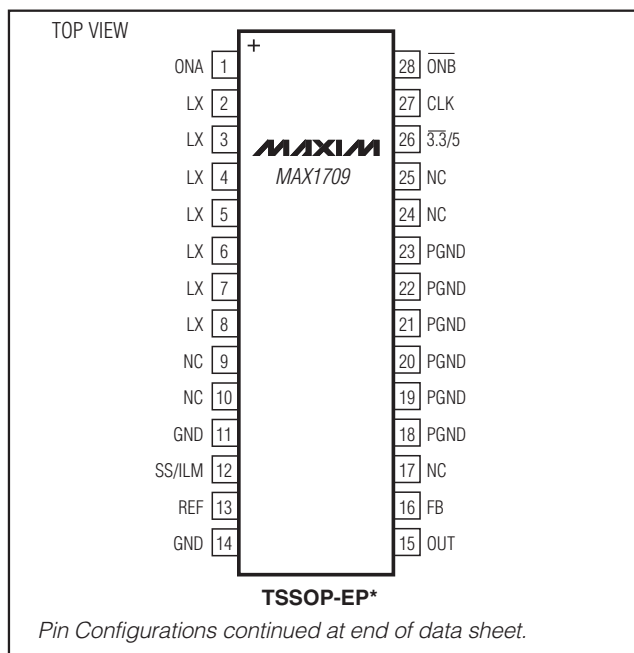 TOP VIEW
+
ONA 1 28 O̅N̅B̅
LX 2 27 CLK
LX 3 26 3̅.3̅/5
MAXIM
LX 4 MAX1709 25 NC
LX 5 24 NC
LX 6 23 PGND
LX 7 22 PGND
LX 8 21 PGND
NC 9 20 PGND
NC 10 19 PGND
GND 11 18 PGND
SS/ILM 12 17 NC
REF 13 16 FB
GND 14 15 OUT
TSSOP-EP*
Pin Configurations continued at end of data sheet.